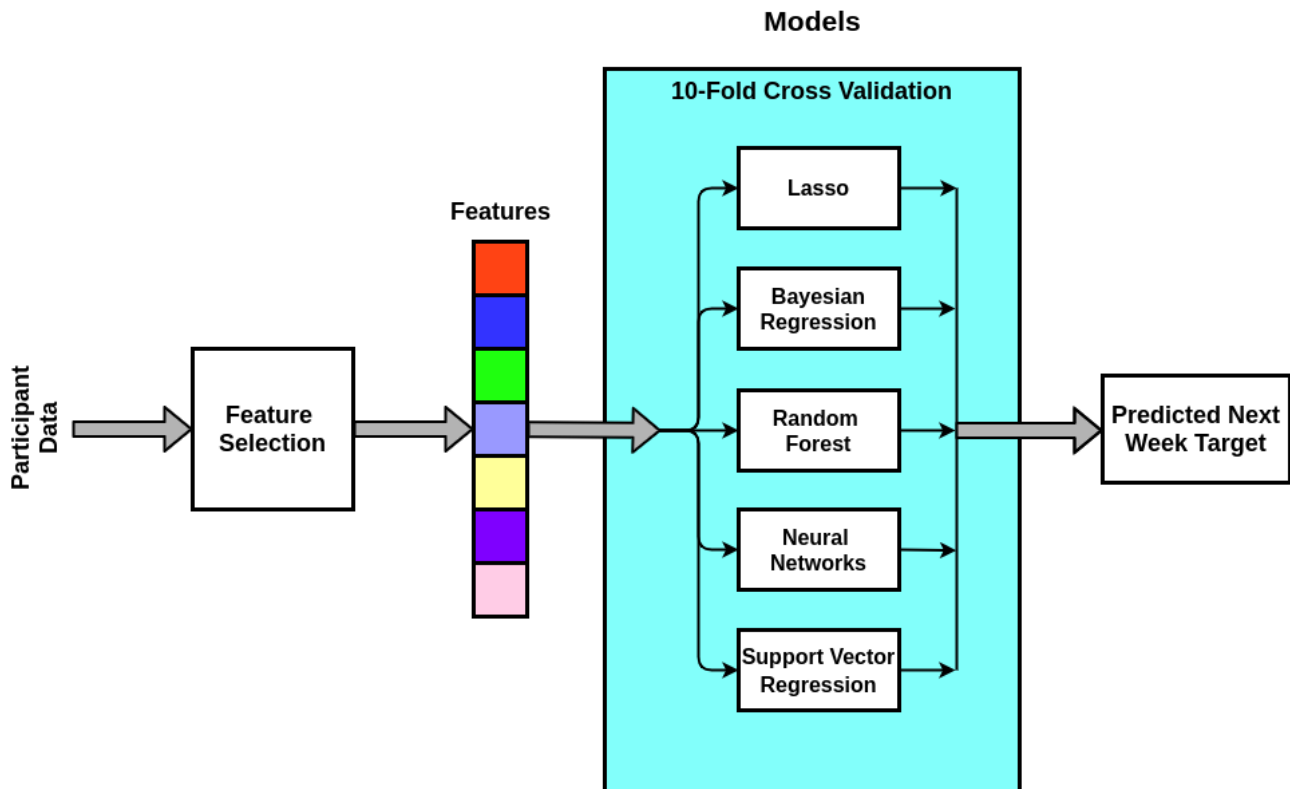 Models
10-Fold Cross Validation
Lasso
Features
Bayesian
Regression
Participant
Data
Feature
Selection
Random
Forest
Predicted Next
Week Target
Neural
Networks
Support Vector
Regression